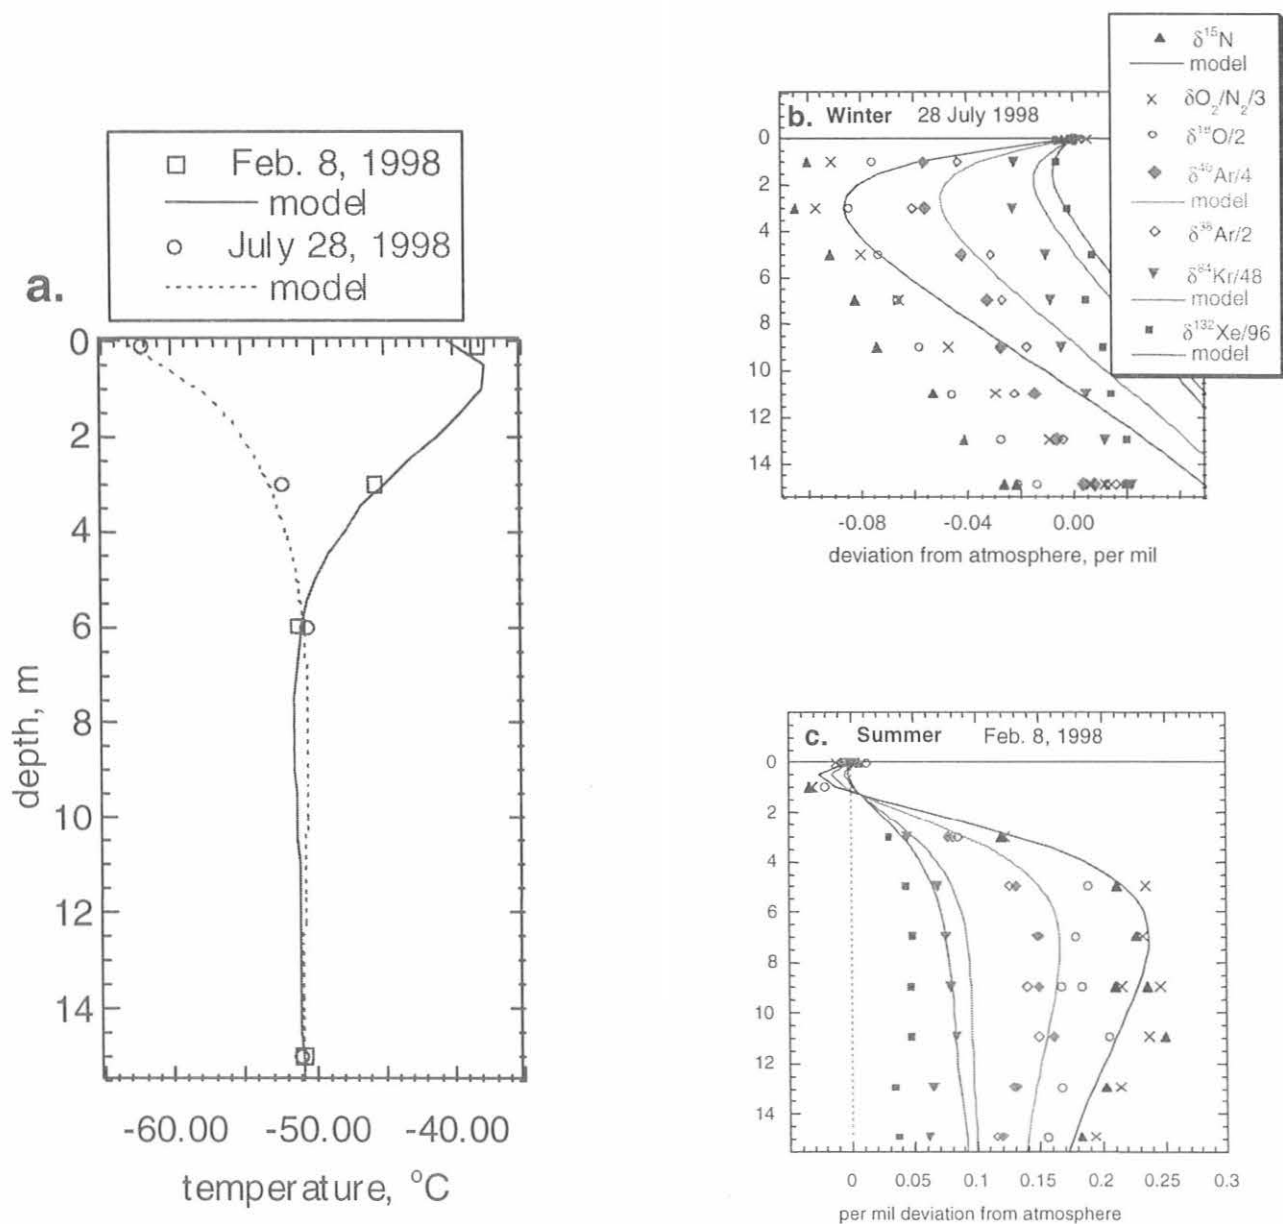 a.
Feb. 8, 1998
model
July 28, 1998
model
0
2
4
6
8
10
12
14
depth, m
-60.00 -50.00 -40.00
temperature, °C
δ¹⁵N
model
δO₂/N₂/3
δ¹⁸O/2
δ⁴⁰Ar/4
model
δ³⁸Ar/2
δ⁸⁴Kr/48
model
δ¹³²Xe/96
model
b. Winter 28 July 1998
0
2
4
6
8
10
12
14
-0.08 -0.04 0.00
deviation from atmosphere, per mil
c. Summer Feb. 8, 1998
0
2
4
6
8
10
12
14
0 0.05 0.1 0.15 0.2 0.25 0.3
per mil deviation from atmosphere